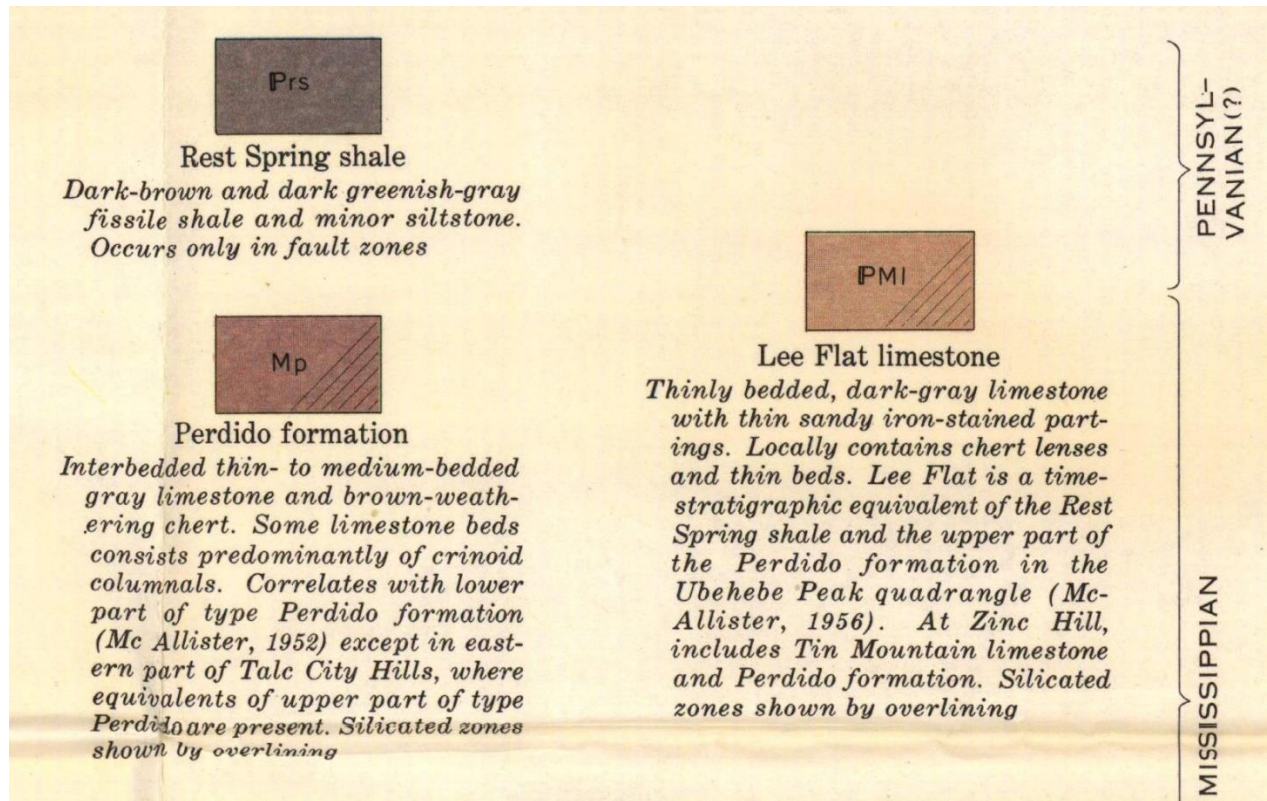 ℙrs
Rest Spring shale
Dark-brown and dark greenish-gray
fissile shale and minor siltstone.
Occurs only in fault zones
Mp
Perdido formation
Interbedded thin- to medium-bedded
gray limestone and brown-weath-
ering chert. Some limestone beds
consists predominantly of crinoid
columnals. Correlates with lower
part of type Perdido formation
(Mc Allister, 1952) except in east-
ern part of Talc City Hills, where
equivalents of upper part of type
Perdido are present. Silicated zones
shown by overlining
ℙMl
Lee Flat limestone
Thinly bedded, dark-gray limestone
with thin sandy iron-stained part-
ings. Locally contains chert lenses
and thin beds. Lee Flat is a time-
stratigraphic equivalent of the Rest
Spring shale and the upper part of
the Perdido formation in the
Ubehebe Peak quadrangle (Mc-
Allister, 1956). At Zinc Hill,
includes Tin Mountain limestone
and Perdido formation. Silicated
zones shown by overlining
PENNSYL-
VANIAN(?)
MISSISSIPPIAN